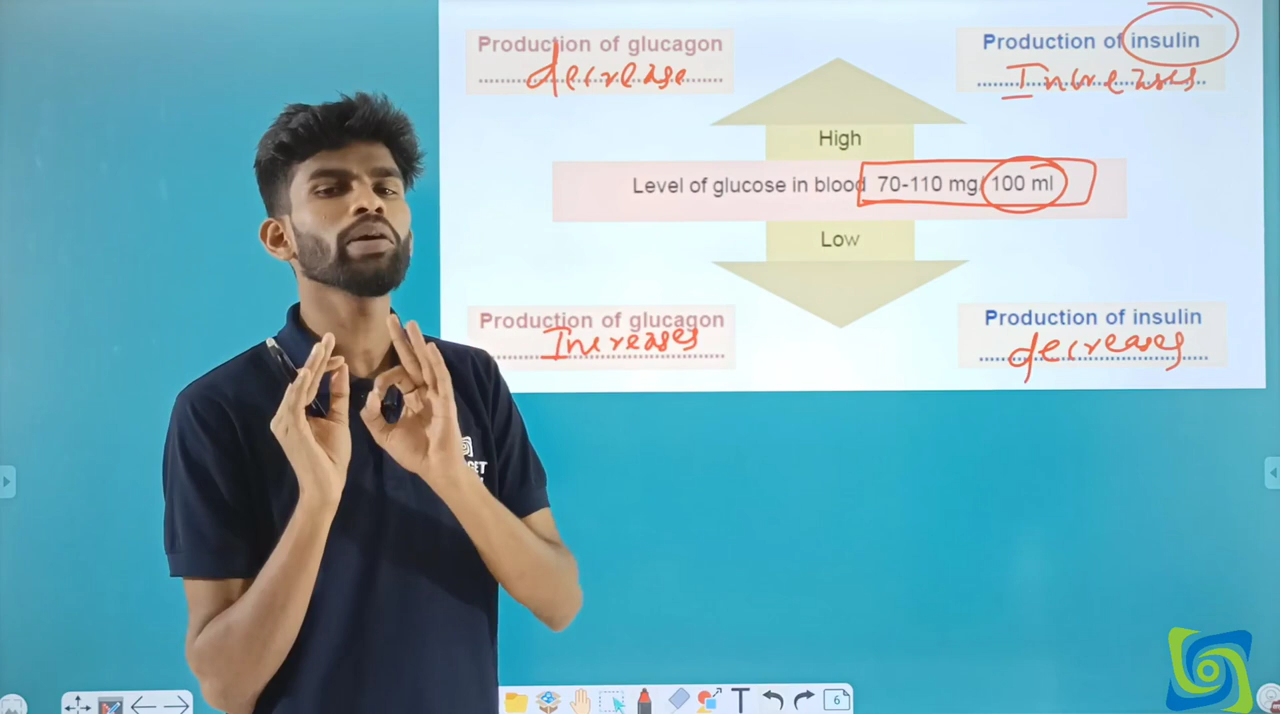 Production of glucagon
decrease
Production of insulin
Increases
High
Level of glucose in blood 70-110 mg/100 ml
Low
Production of glucagon
Increases
Production of insulin
decreases
6